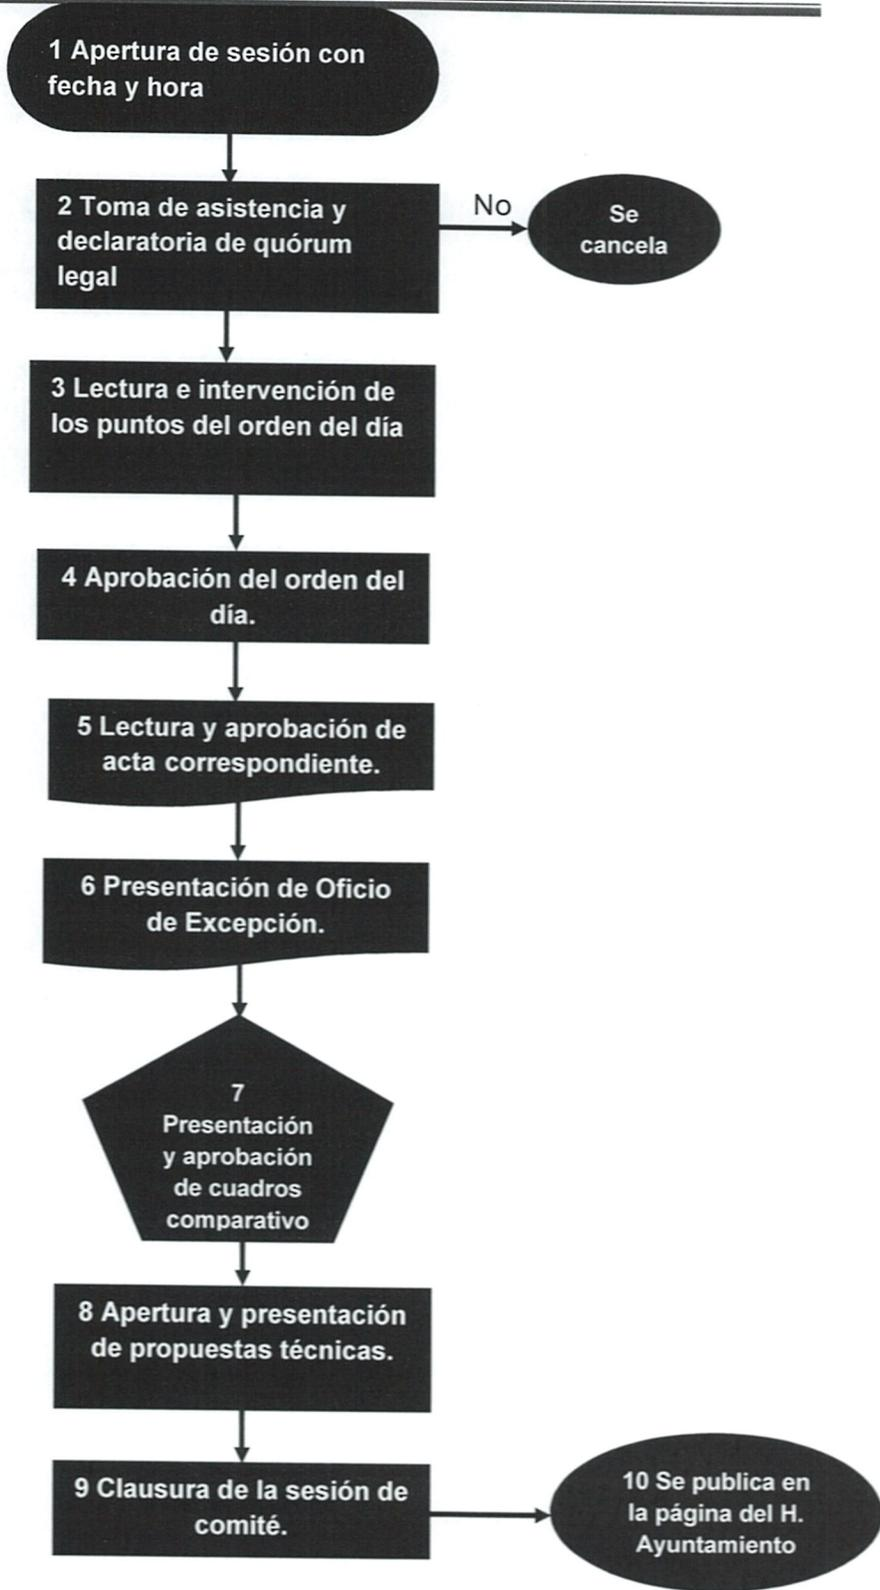 1 Apertura de sesión con
fecha y hora
2 Toma de asistencia y
declaratoria de quórum
legal
No
Se
cancela
3 Lectura e intervención de
los puntos del orden del día
4 Aprobación del orden del
día.
5 Lectura y aprobación de
acta correspondiente.
6 Presentación de Oficio
de Excepción.
7
Presentación
y aprobación
de cuadros
comparativo
8 Apertura y presentación
de propuestas técnicas.
9 Clausura de la sesión de
comité.
10 Se publica en
la página del H.
Ayuntamiento